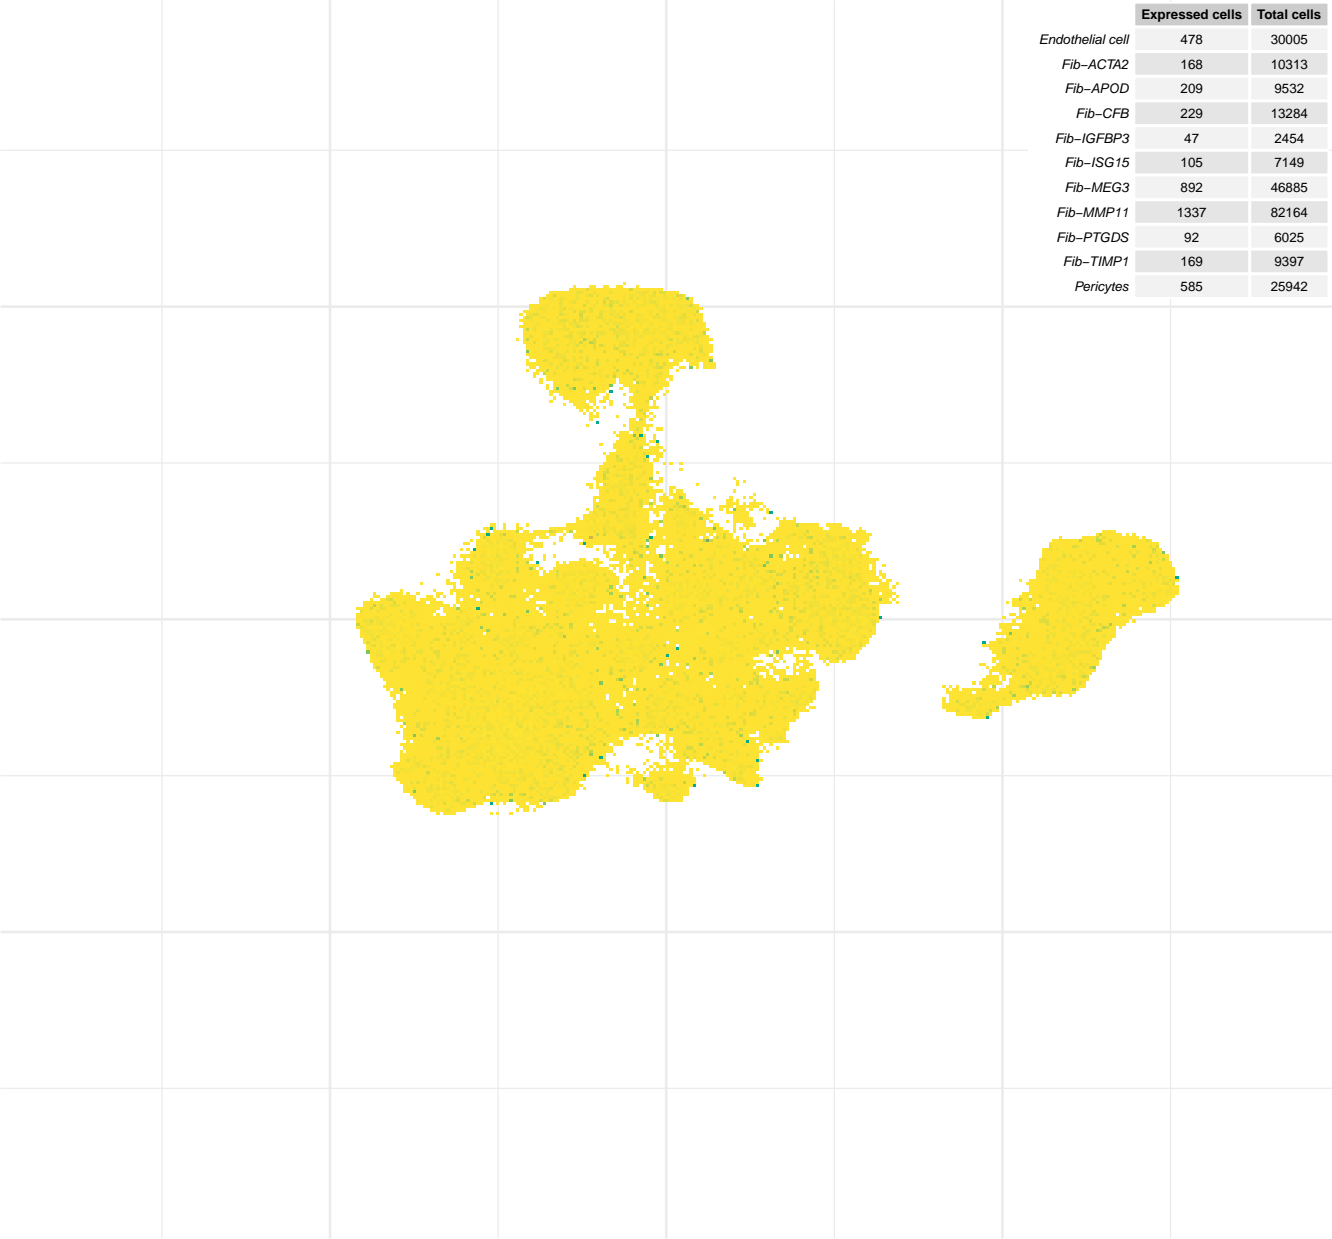 Expressed cells Total cells
Endothelial cell 478 30005
Fib−ACTA2 168 10313
Fib−APOD 209 9532
Fib−CFB 229 13284
Fib−IGFBP3 47 2454
Fib−ISG15 105 7149
Fib−MEG3 892 46885
Fib−MMP11 1337 82164
Fib−PTGDS 92 6025
Fib−TIMP1 169 9397
Pericytes 585 25942